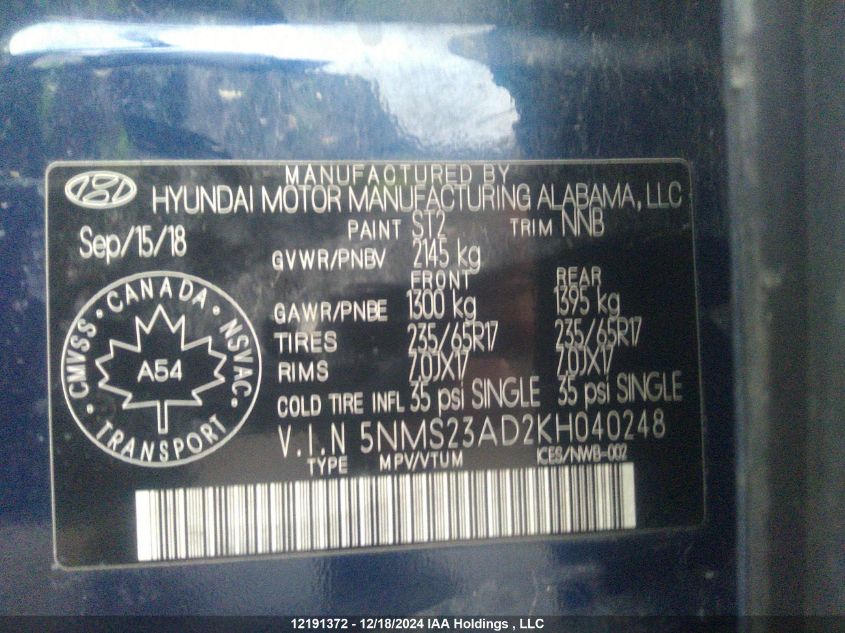 MANUFACTURED BY
HYUNDAI MOTOR MANUFACTURING ALABAMA, LLC
Sep/15/18
PAINT ST2 TRIM NNB
GVWR/PNBV 2145 kg
FRONT REAR
GAWR/PNBE 1300 kg 1395 kg
TIRES 235/65R17 235/65R17
RIMS 7.0JX17 7.0JX17
COLD TIRE INFL 35 psi SINGLE 35 psi SINGLE
V.I.N 5NMS23AD2KH040248
TYPE MPV/VTUM ICES/NWB-002
CMVSS • CANADA • NSVAC • TRANSPORT •
A54
12191372 - 12/18/2024 IAA Holdings , LLC